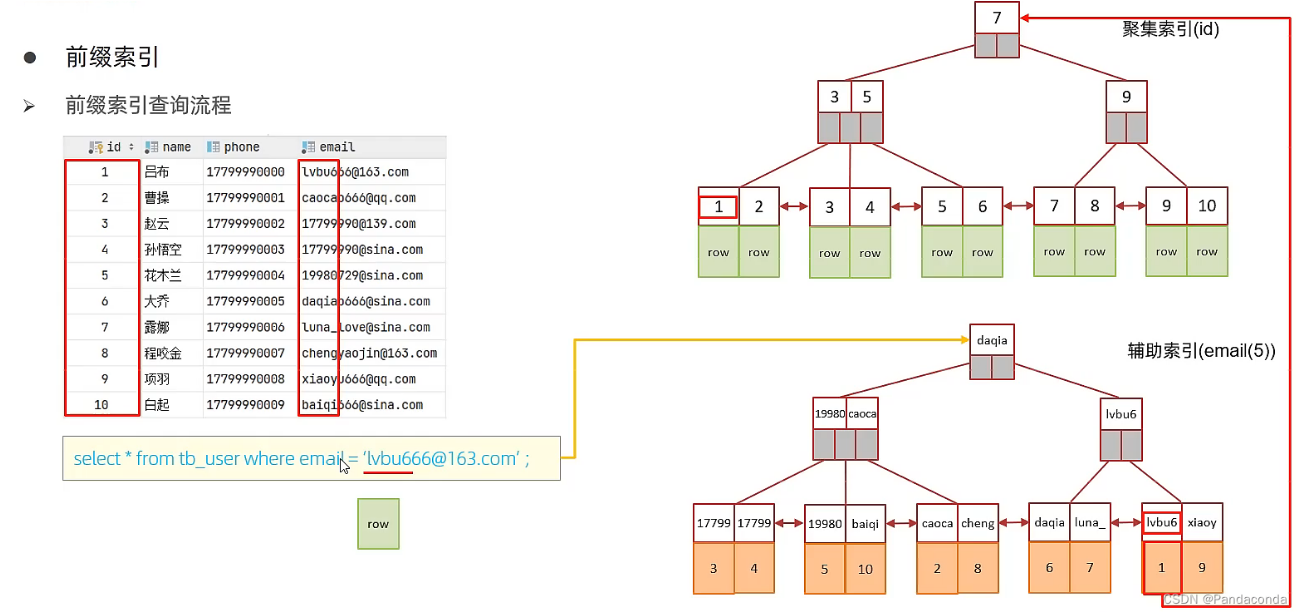 前缀索引
前缀索引查询流程
id name phone email
1 吕布 17799990000 lvbu666@163.com
2 曹操 17799990001 caocao666@qq.com
3 赵云 17799990002 17799990@139.com
4 孙悟空 17799990003 17799990@sina.com
5 花木兰 17799990004 19980729@sina.com
6 大乔 17799990005 daqiao666@sina.com
7 露娜 17799990006 luna_love@sina.com
8 程咬金 17799990007 chengyaojin@163.com
9 项羽 17799990008 xiaoyu666@qq.com
10 白起 17799990009 baiqi666@sina.com
select * from tb_user where email = ‘lvbu666@163.com’ ;
row
聚集索引(id)
7
3 5 9
1 2 3 4 5 6 7 8 9 10
row row row row row row row row row row
辅助索引(email(5))
daqia
19980 caoca lvbu6
17799 17799 19980 baiqi caoca cheng daqia luna_ lvbu6 xiaoy
3 4 5 10 2 8 6 7 1 9
CSDN @Pandaconda